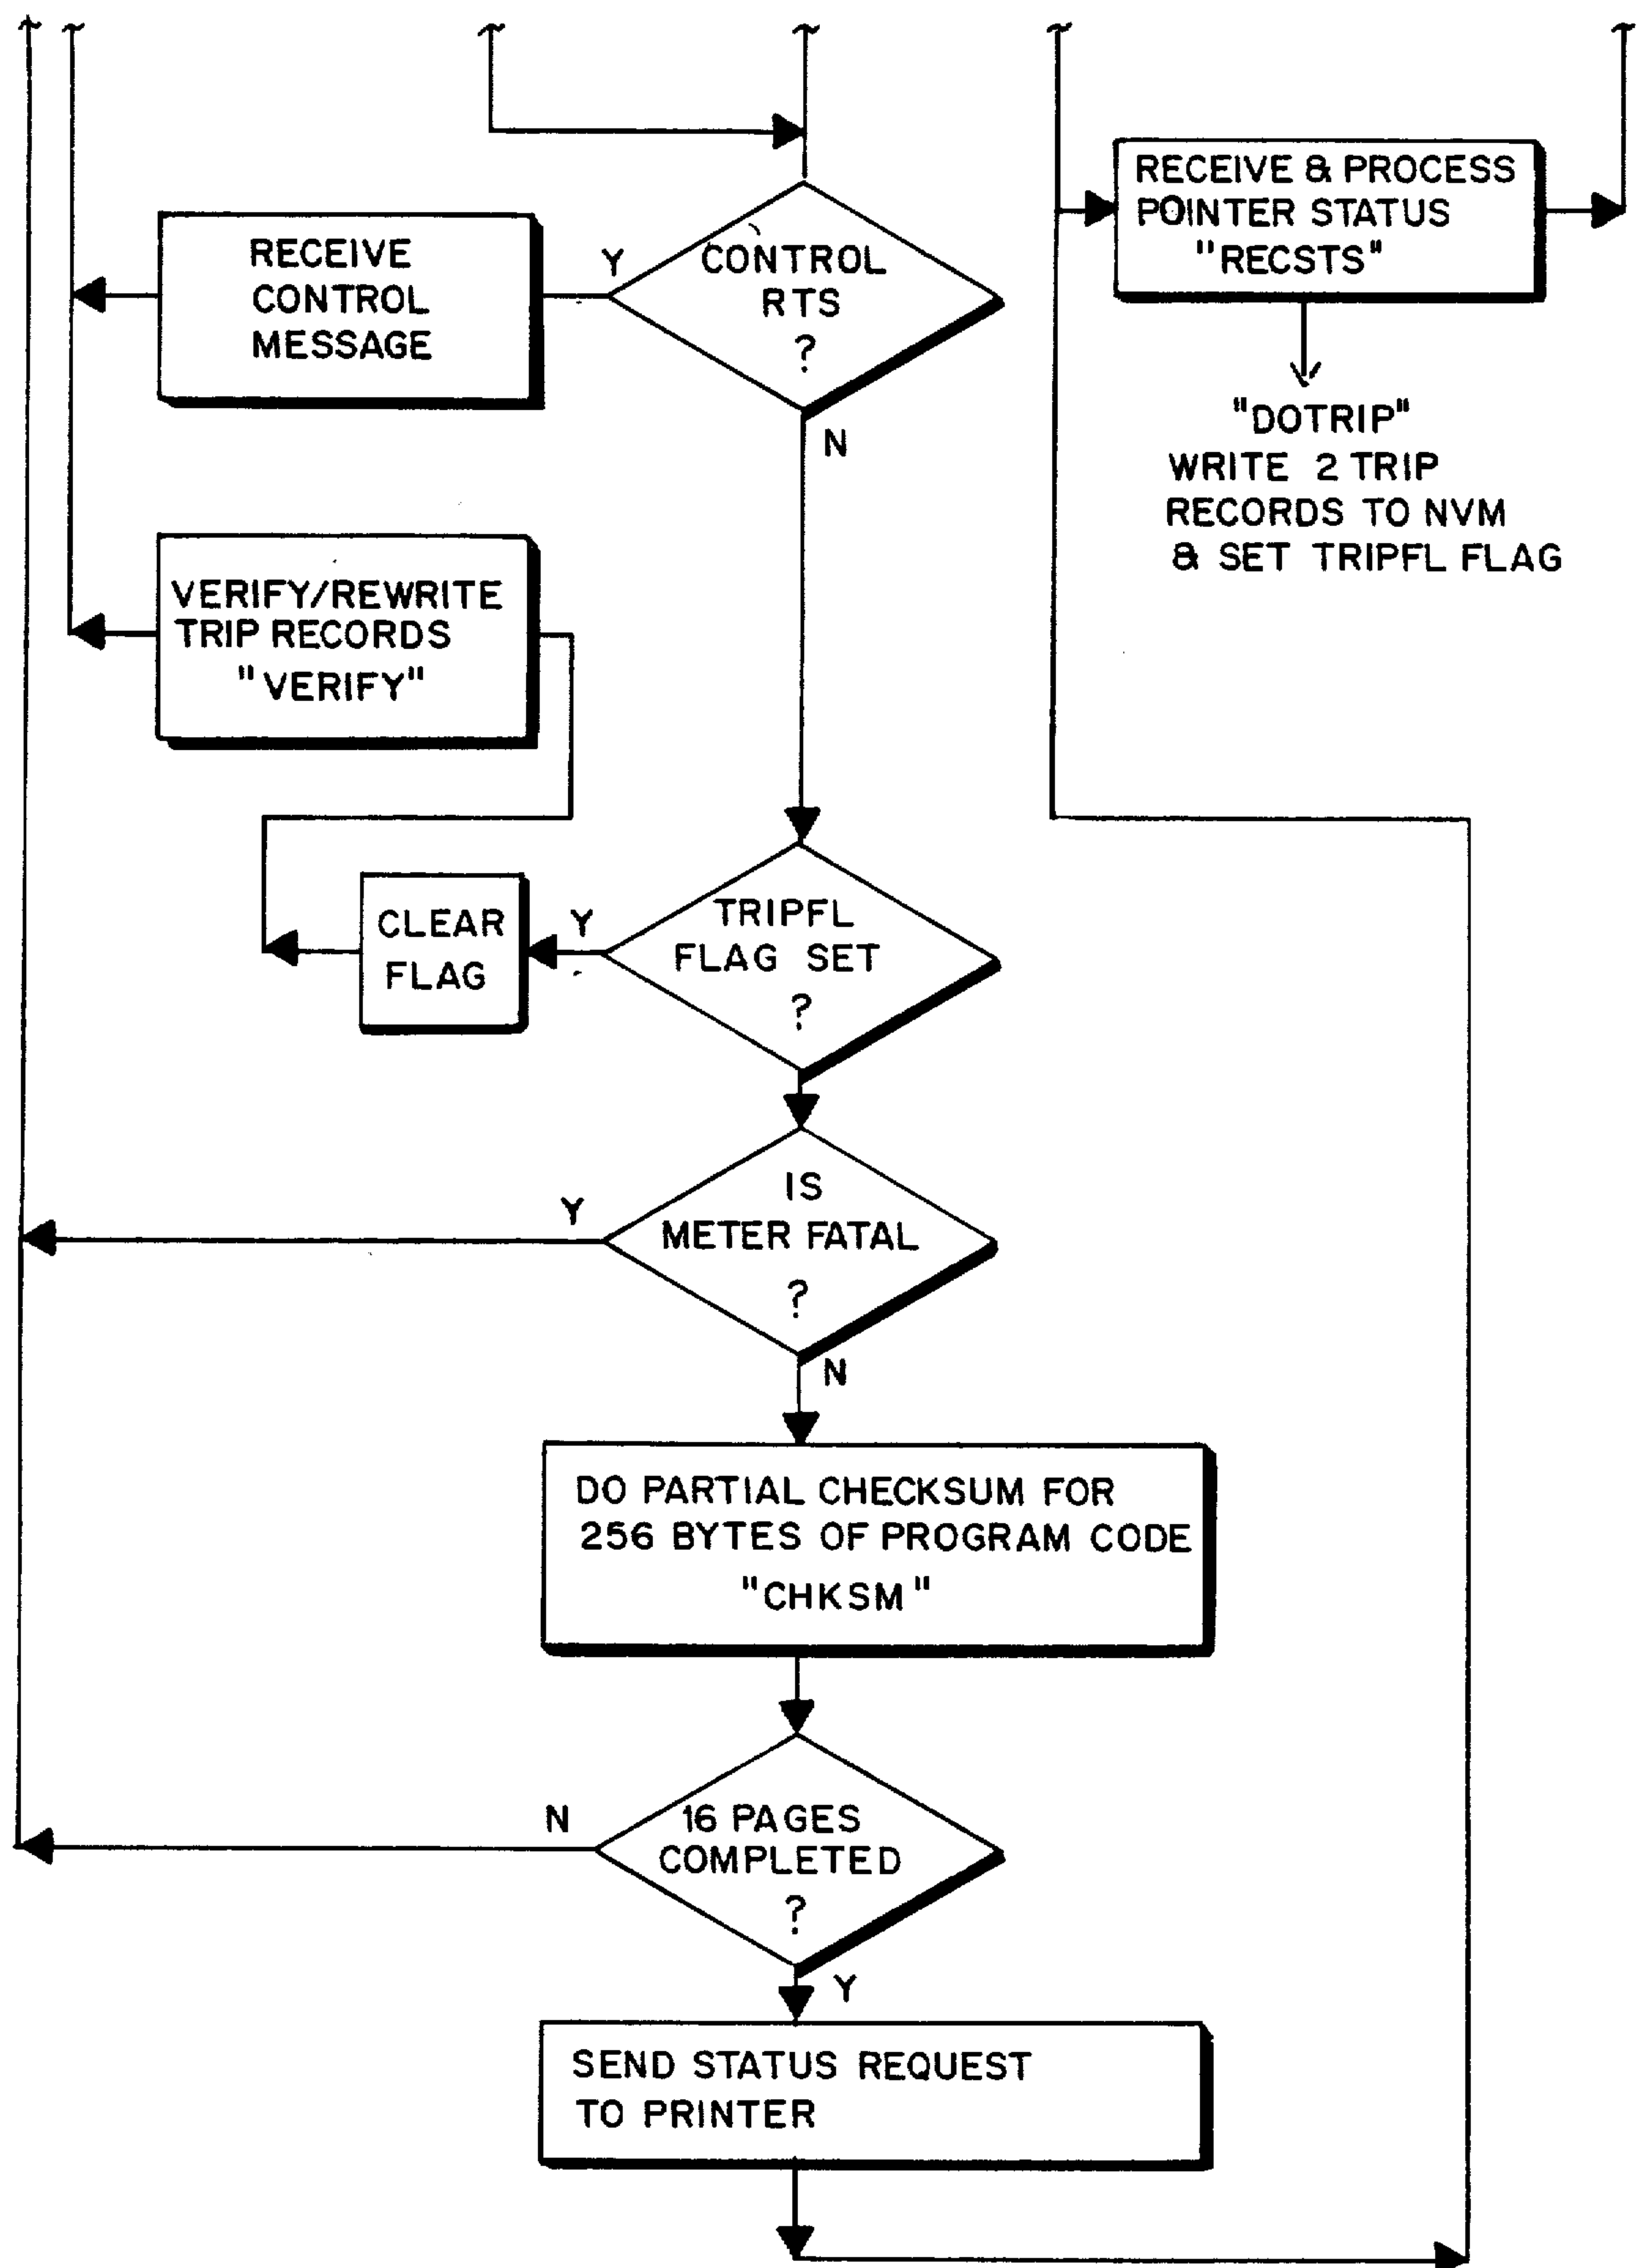 RECEIVE & PROCESS
POINTER STATUS
"RECSTS"
RECEIVE
CONTROL
MESSAGE
Y
CONTROL
RTS
?
N
"DOTRIP"
WRITE 2 TRIP
RECORDS TO NVM
& SET TRIPFL FLAG
VERIFY/REWRITE
TRIP RECORDS
"VERIFY"
CLEAR
FLAG
Y
TRIPFL
FLAG SET
?
Y
IS
METER FATAL
?
N
DO PARTIAL CHECKSUM FOR
256 BYTES OF PROGRAM CODE
"CHKSM"
N
16 PAGES
COMPLETED
?
Y
SEND STATUS REQUEST
TO PRINTER